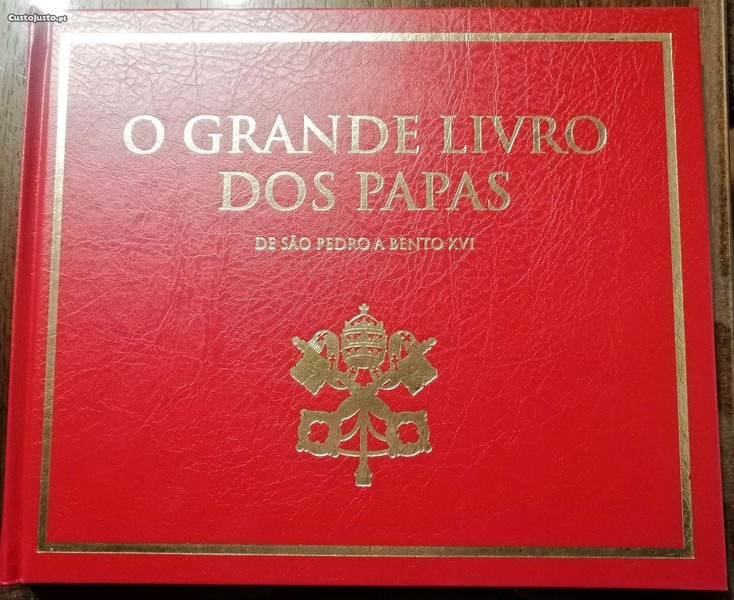 CustoJusto.pt
O GRANDE LIVRO
DOS PAPAS
DE SÃO PEDRO A BENTO XVI